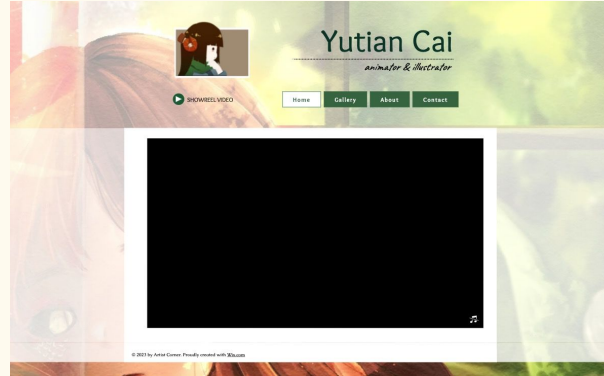 Yutian Cai
animator & illustrator
SHOWREEL VIDEO
Home Gallery About Contact
© 2023 by Artist Corner. Proudly created with Wix.com